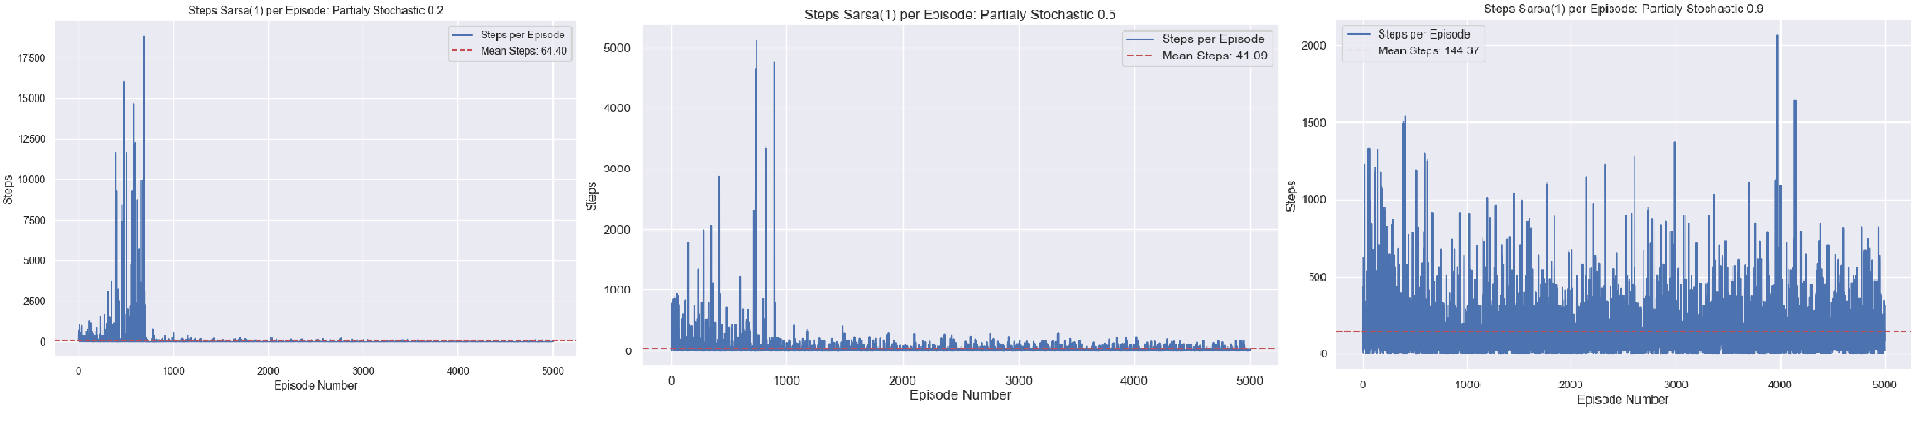 Steps Sarsa(1) per Episode: Partialy Stochastic 0.2
Steps per Episode
Mean Steps: 64.40
17500
15000
12500
10000
7500
5000
2500
0
Steps
0 1000 2000 3000 4000 5000
Episode Number
Steps Sarsa(1) per Episode: Partialy Stochastic 0.5
Steps per Episode
Mean Steps: 41.09
5000
4000
3000
2000
1000
0
Steps
0 1000 2000 3000 4000 5000
Episode Number
Steps Sarsa(1) per Episode: Partialy Stochastic 0.9
Steps per Episode
Mean Steps: 144.37
2000
1500
1000
500
0
Steps
0 1000 2000 3000 4000 5000
Episode Number